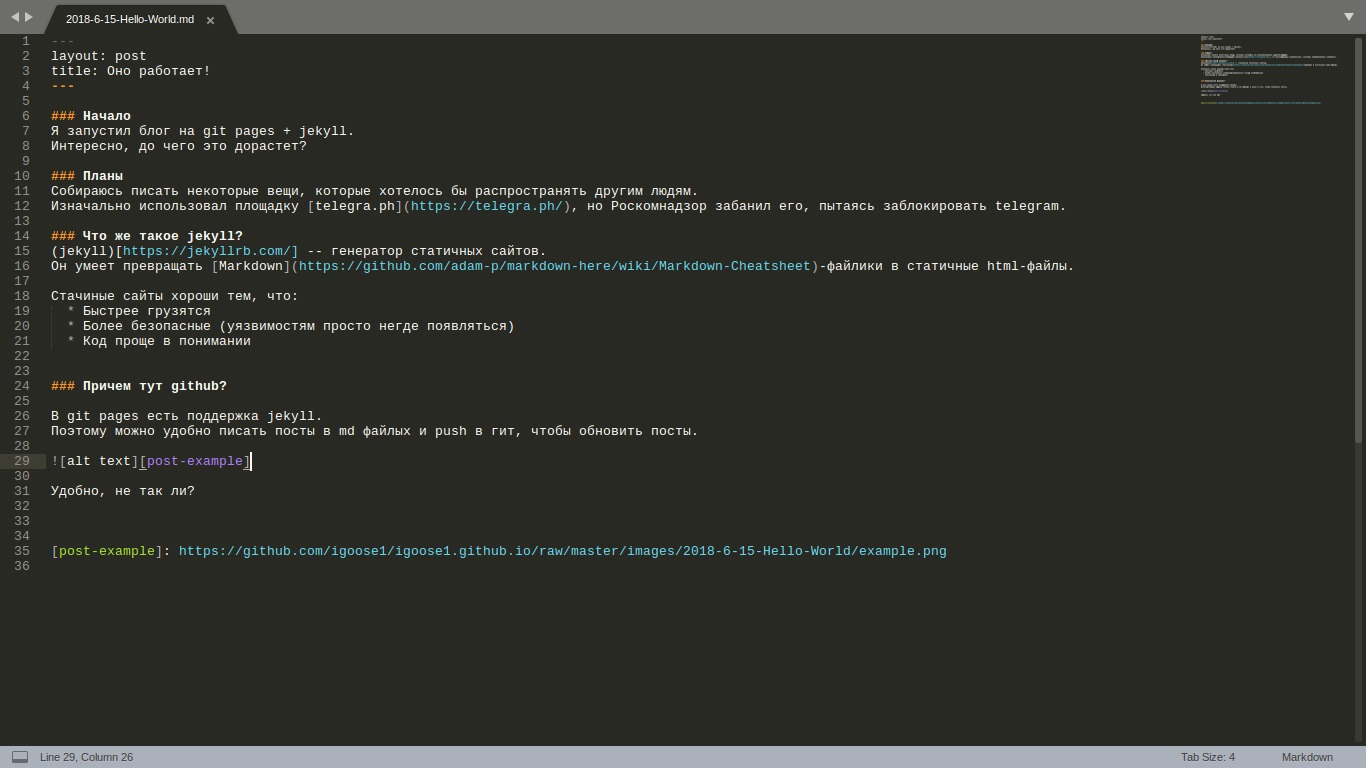 2018-6-15-Hello-World.md ×
1 ---
2 layout: post
3 title: Оно работает!
4 ---
5
6 ### Начало
7 Я запустил блог на git pages + jekyll.
8 Интересно, до чего это дорастет?
9
10 ### Планы
11 Собираюсь писать некоторые вещи, которые хотелось бы распространять другим людям.
12 Изначально использовал площадку [telegra.ph](https://telegra.ph/), но Роскомнадзор забанил его, пытаясь заблокировать telegram.
13
14 ### Что же такое jekyll?
15 (jekyll)[https://jekyllrb.com/] -- генератор статичных сайтов.
16 Он умеет превращать [Markdown](https://github.com/adam-p/markdown-here/wiki/Markdown-Cheatsheet)-файлики в статичные html-файлы.
17
18 Стачиные сайты хороши тем, что:
19 * Быстрее грузятся
20 * Более безопасные (уязвимостям просто негде появляться)
21 * Код проще в понимании
22
23
24 ### Причем тут github?
25
26 В git pages есть поддержка jekyll.
27 Поэтому можно удобно писать посты в md файлых и push в гит, чтобы обновить посты.
28
29 ![alt text][post-example]
30
31 Удобно, не так ли?
32
33
34
35 [post-example]: https://github.com/igoose1/igoose1.github.io/raw/master/images/2018-6-15-Hello-World/example.png
36
Line 29, Column 26 Tab Size: 4 Markdown